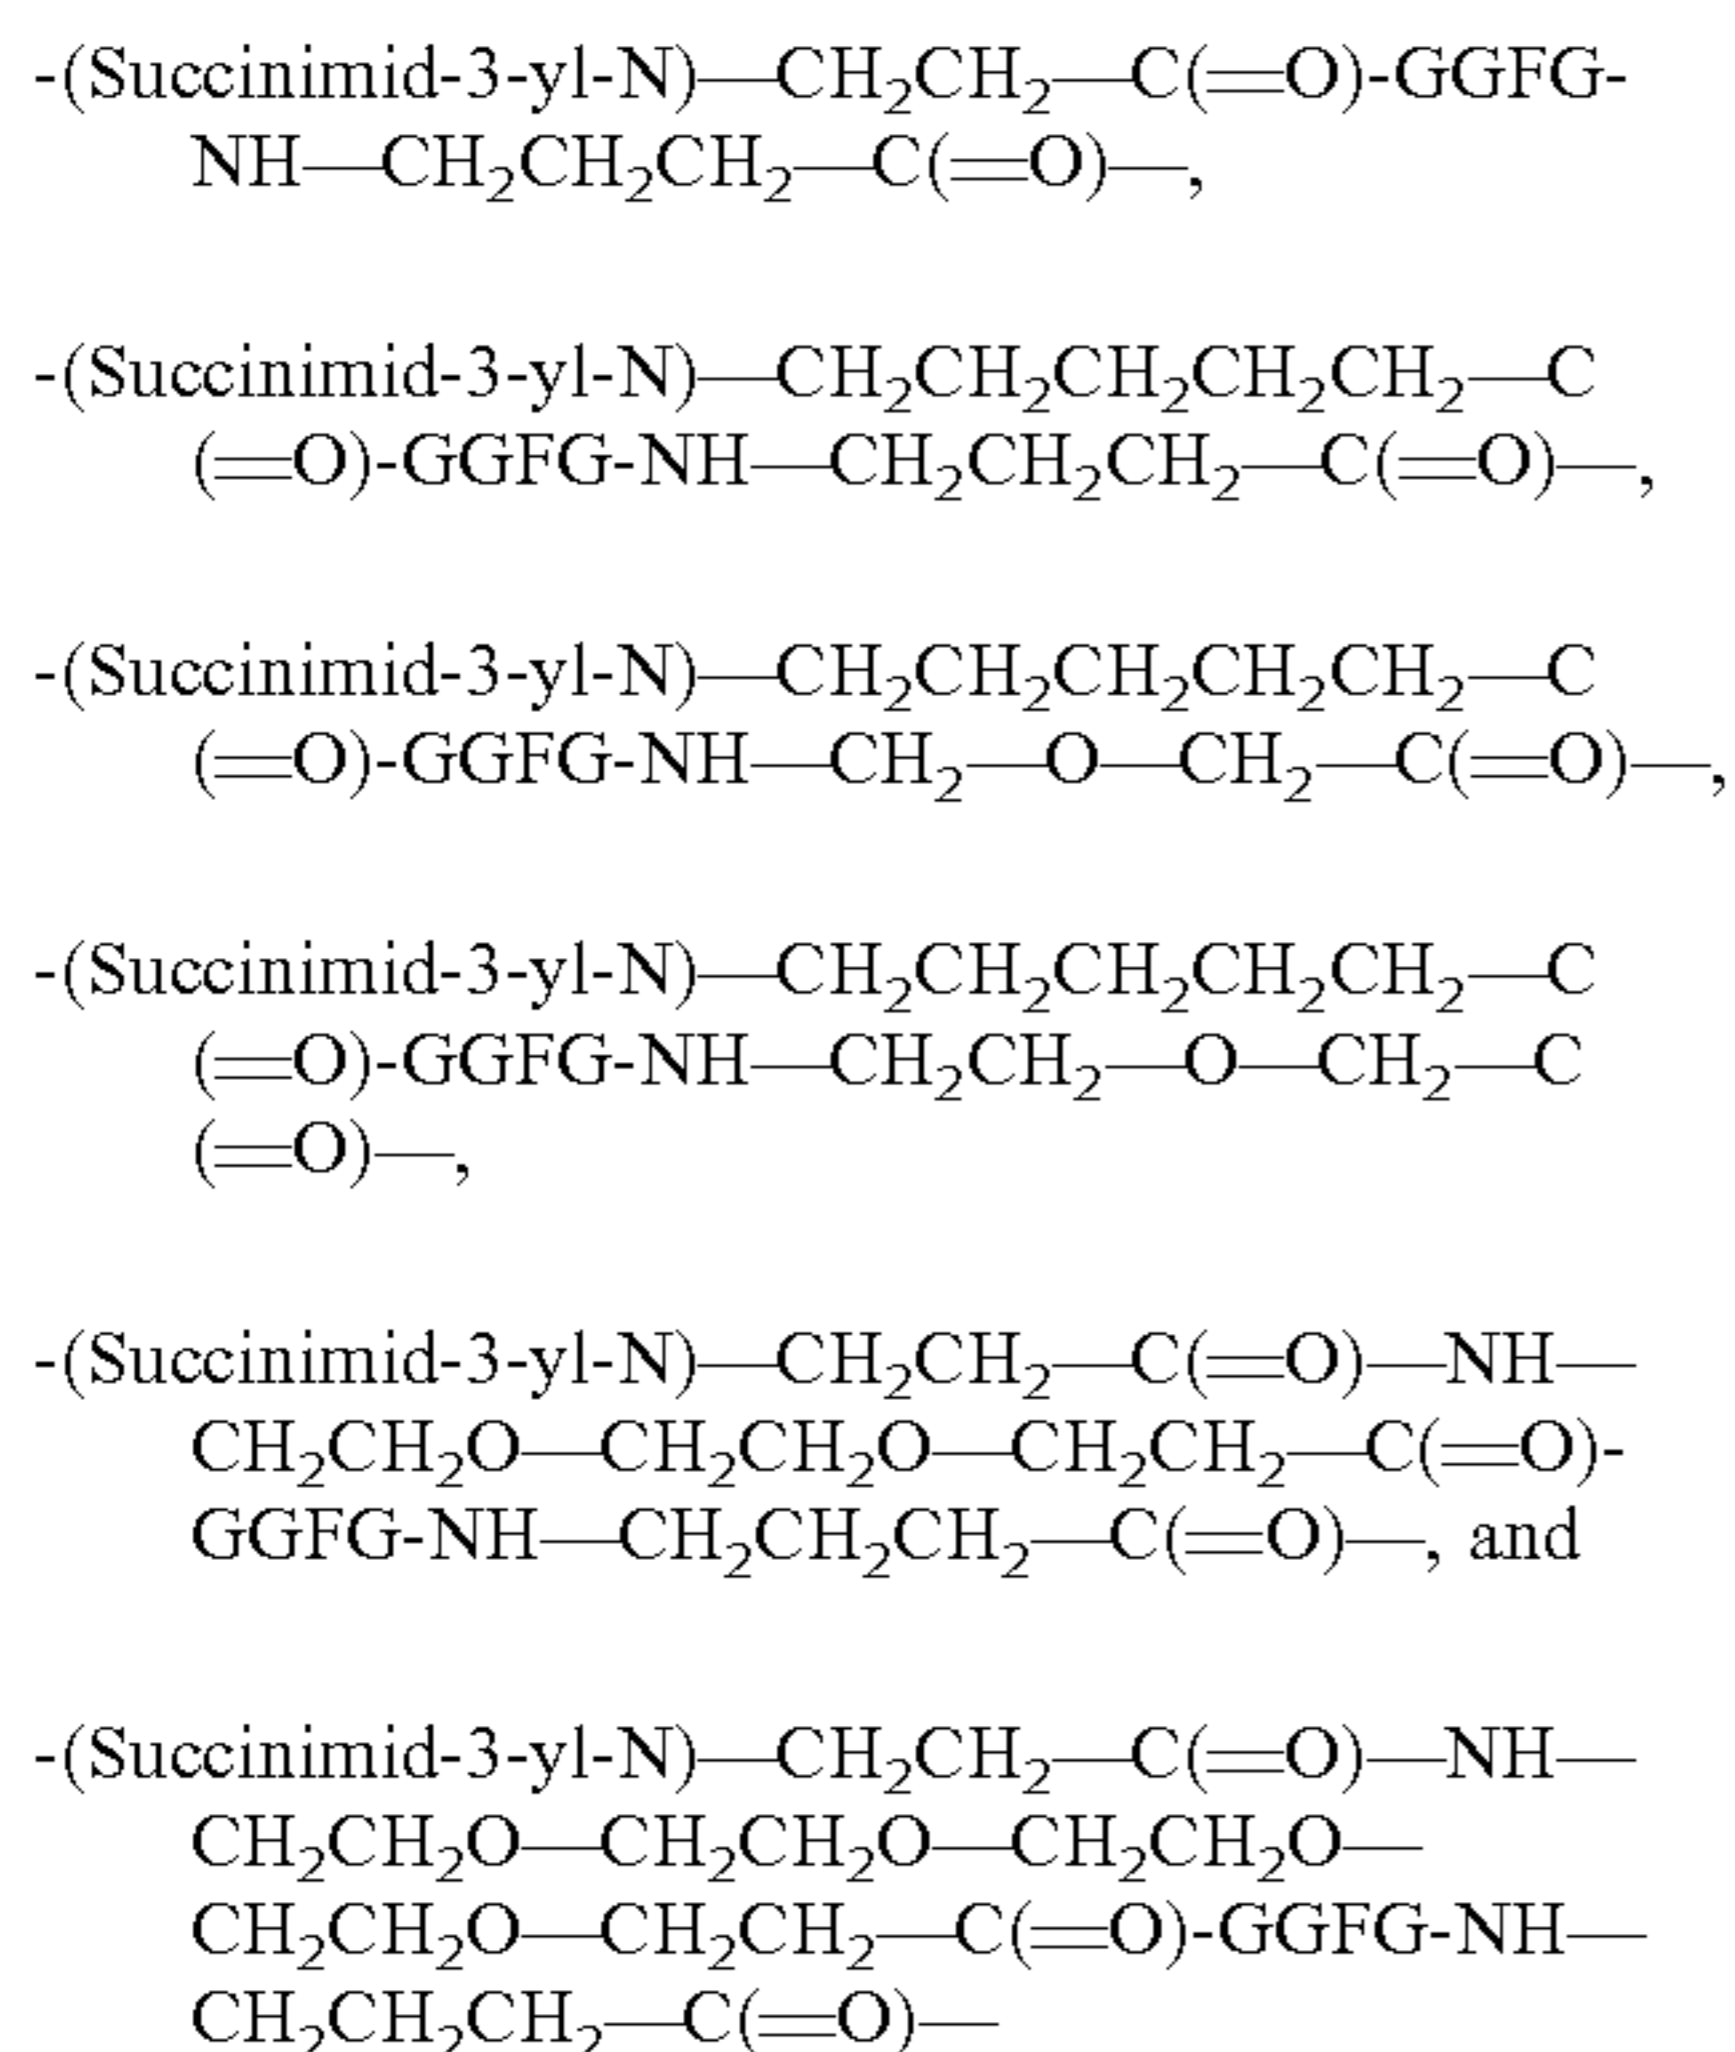 -(Succinimid-3-yl-N)—CH₂CH₂—C(═O)-GGFG-
NH—CH₂CH₂CH₂—C(═O)—,
-(Succinimid-3-yl-N)—CH₂CH₂CH₂CH₂CH₂—C
(═O)-GGFG-NH—CH₂CH₂CH₂—C(═O)—,
-(Succinimid-3-yl-N)—CH₂CH₂CH₂CH₂CH₂—C
(═O)-GGFG-NH—CH₂—O—CH₂—C(═O)—,
-(Succinimid-3-yl-N)—CH₂CH₂CH₂CH₂CH₂—C
(═O)-GGFG-NH—CH₂CH₂—O—CH₂—C
(═O)—,
-(Succinimid-3-yl-N)—CH₂CH₂—C(═O)—NH—
CH₂CH₂O—CH₂CH₂O—CH₂CH₂—C(═O)-
GGFG-NH—CH₂CH₂CH₂—C(═O)—, and
-(Succinimid-3-yl-N)—CH₂CH₂—C(═O)—NH—
CH₂CH₂O—CH₂CH₂O—CH₂CH₂O—
CH₂CH₂O—CH₂CH₂—C(═O)-GGFG-NH—
CH₂CH₂CH₂—C(═O)—